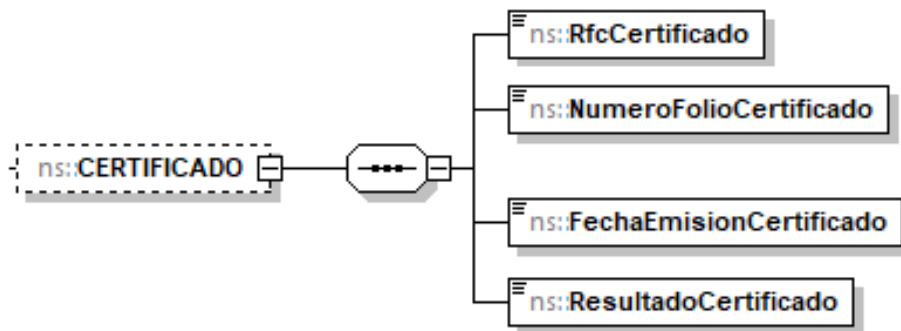 ns::RfcCertificado
ns::NumeroFolioCertificado
ns::CERTIFICADO
ns::FechaEmisionCertificado
ns::ResultadoCertificado